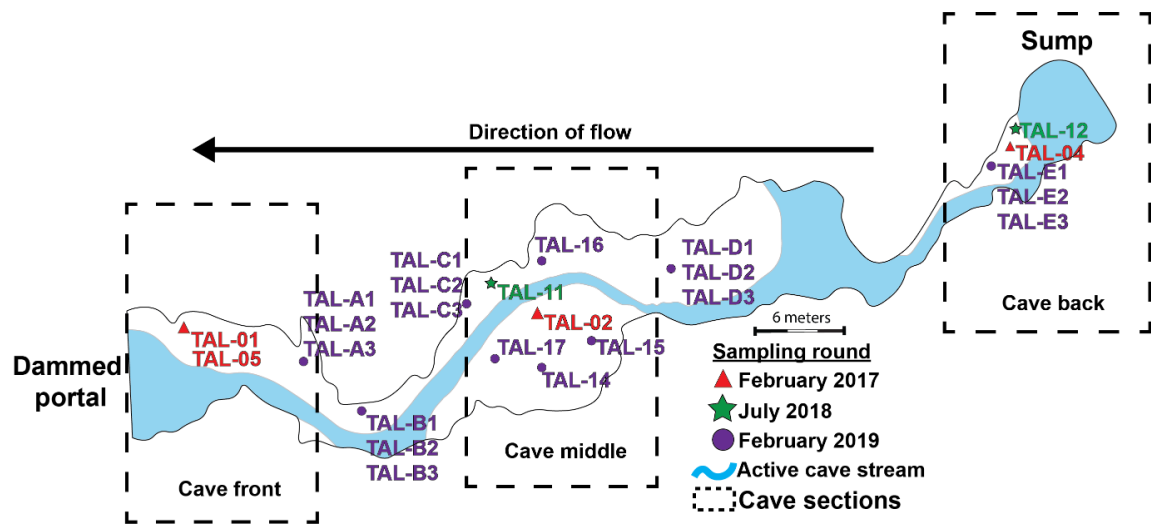 Sump
TAL-12
TAL-04
TAL-E1
TAL-E2
TAL-E3
Cave back
Direction of flow
TAL-16
TAL-D1
TAL-D2
TAL-D3
TAL-C1
TAL-C2
TAL-C3
TAL-11
TAL-02
TAL-15
TAL-17
TAL-14
Cave middle
TAL-A1
TAL-A2
TAL-A3
TAL-01
TAL-05
Dammed
portal
TAL-B1
TAL-B2
TAL-B3
Cave front
6 meters
Sampling round
February 2017
July 2018
February 2019
Active cave stream
Cave sections